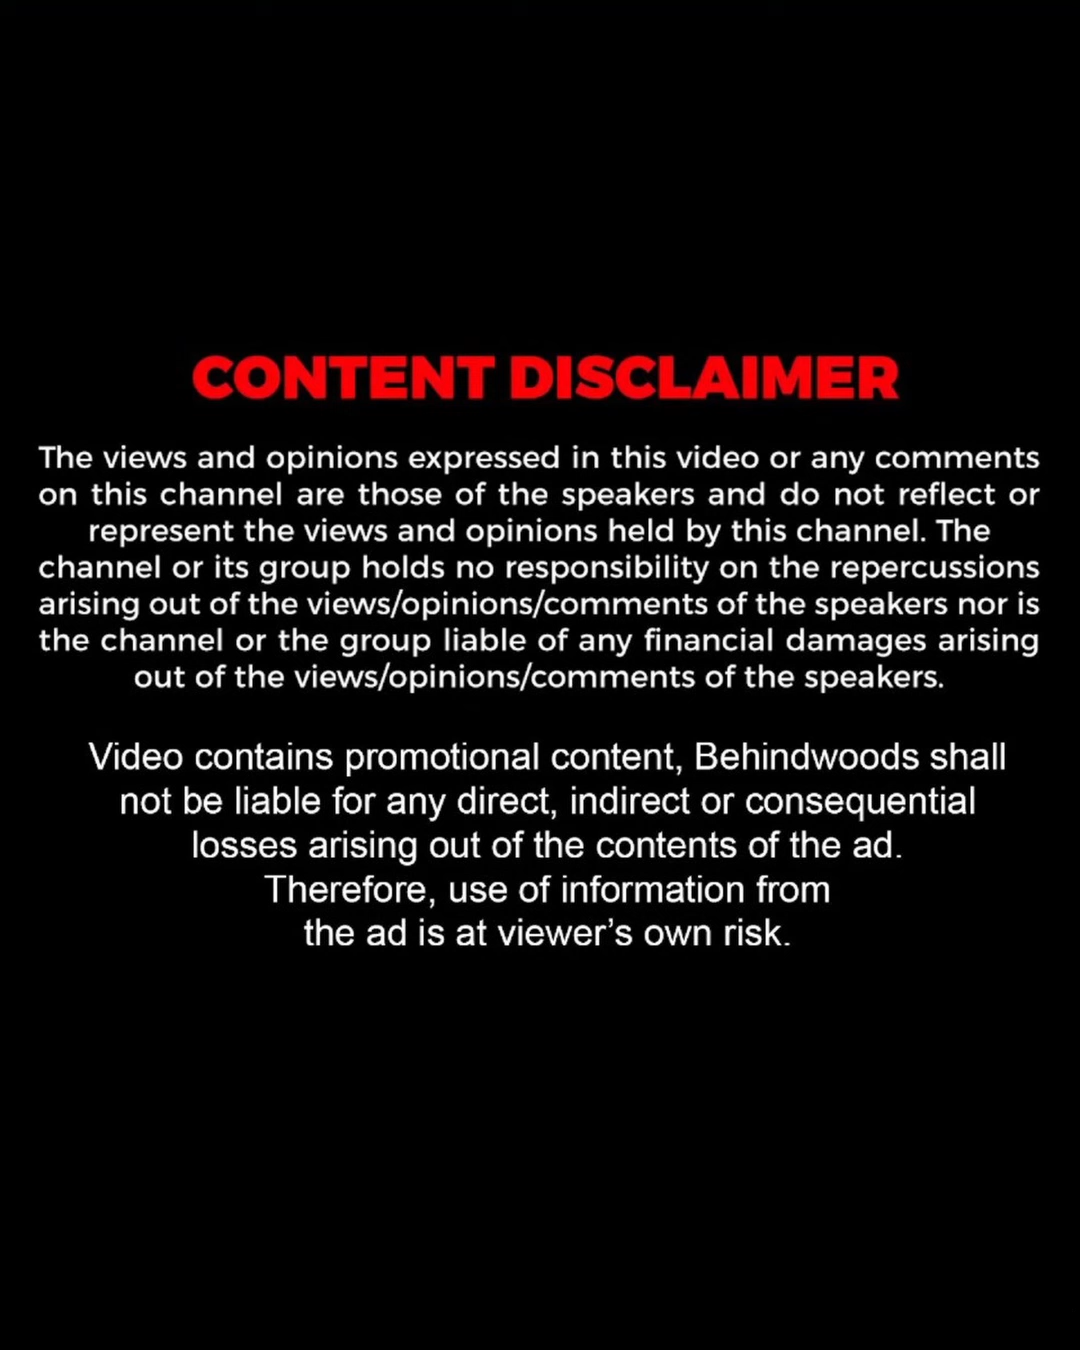 CONTENT DISCLAIMER
The views and opinions expressed in this video or any comments
on this channel are those of the speakers and do not reflect or
represent the views and opinions held by this channel. The
channel or its group holds no responsibility on the repercussions
arising out of the views/opinions/comments of the speakers nor is
the channel or the group liable of any financial damages arising
out of the views/opinions/comments of the speakers.
Video contains promotional content, Behindwoods shall
not be liable for any direct, indirect or consequential
losses arising out of the contents of the ad.
Therefore, use of information from
the ad is at viewer’s own risk.